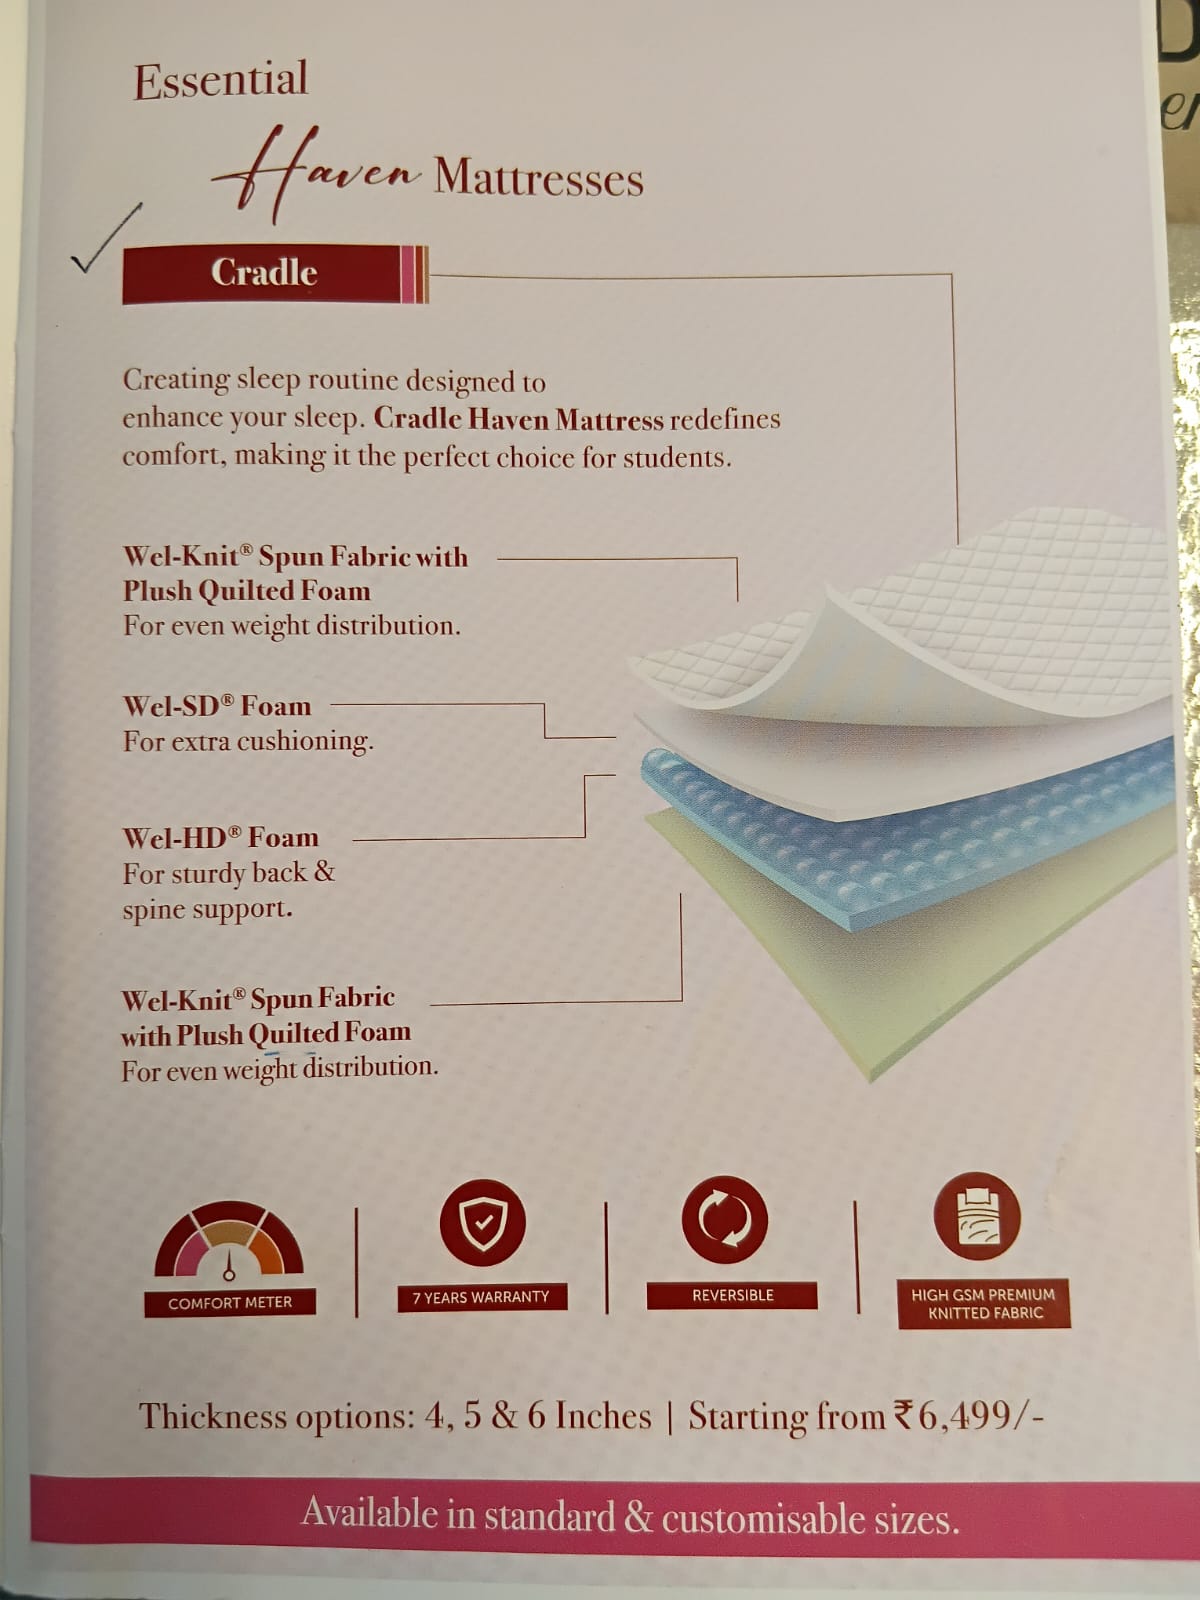 Essential
Haven Mattresses
Cradle
Creating sleep routine designed to
enhance your sleep. Cradle Haven Mattress redefines
comfort, making it the perfect choice for students.
Wel-Knit® Spun Fabric with
Plush Quilted Foam
For even weight distribution.
Wel-SD® Foam
For extra cushioning.
Wel-HD® Foam
For sturdy back &
spine support.
Wel-Knit® Spun Fabric
with Plush Quilted Foam
For even weight distribution.
COMFORT METER
7 YEARS WARRANTY
REVERSIBLE
HIGH GSM PREMIUM
KNITTED FABRIC
Thickness options: 4, 5 & 6 Inches | Starting from ₹6,499/-
Available in standard & customisable sizes.